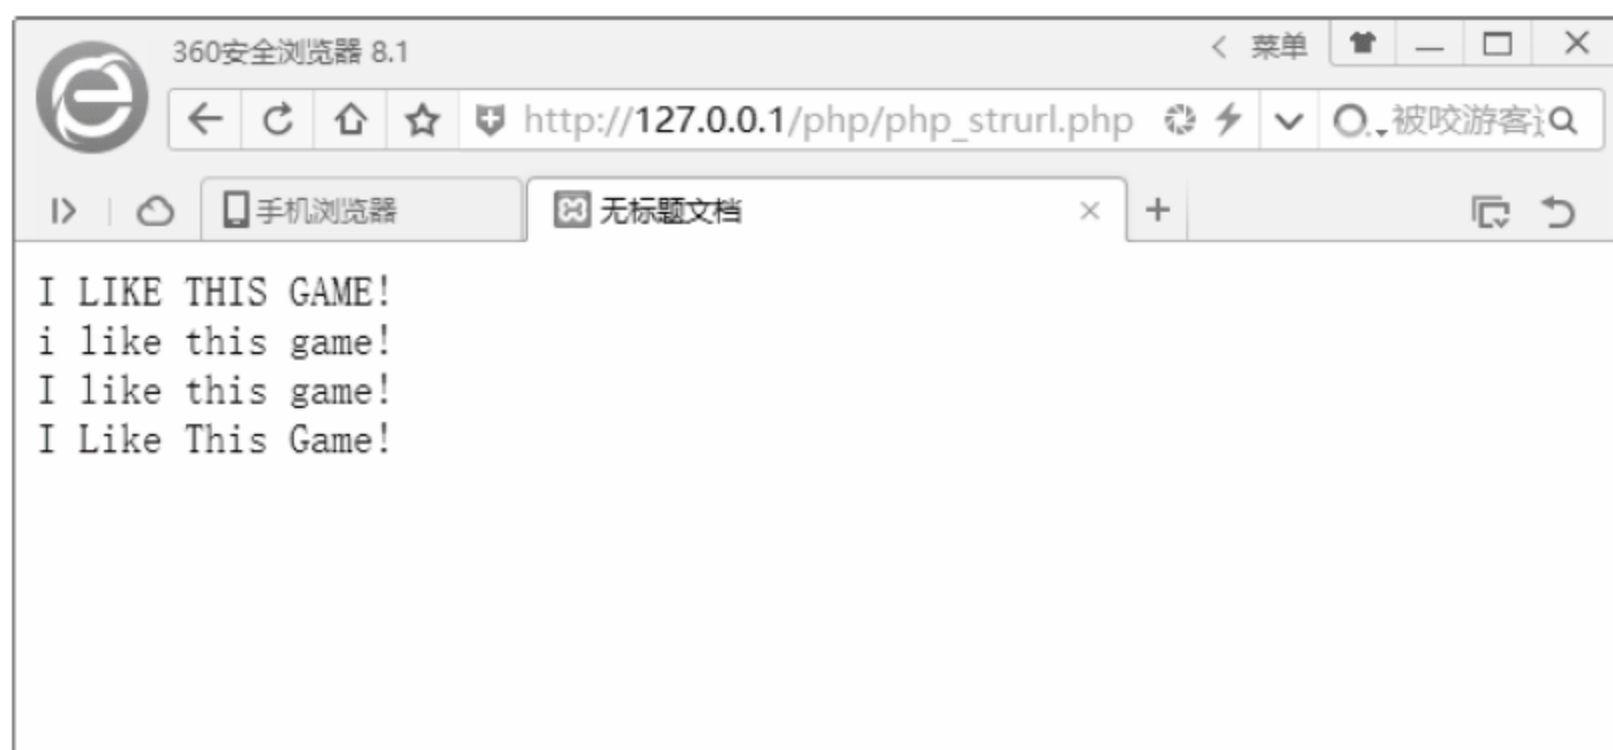 360安全浏览器 8.1
菜单
http://127.0.0.1/php/php_strurl.php
被咬游客
手机浏览器
无标题文档
I LIKE THIS GAME!
i like this game!
I like this game!
I Like This Game!